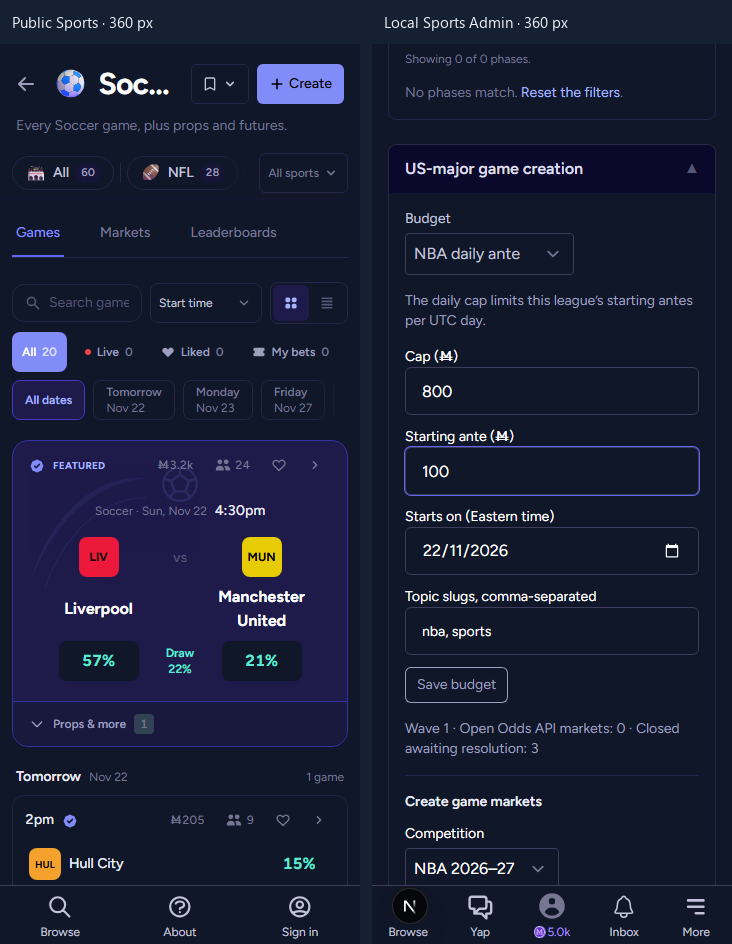 Public Sports · 360 px
Soc...
Create
Every Soccer game, plus props and futures.
All 60
NFL 28
All sports
Games
Markets
Leaderboards
Search game
Start time
All 20
Live 0
Liked 0
My bets 0
All dates
Tomorrow
Nov 22
Monday
Nov 23
Friday
Nov 27
FEATURED
M3.2k
24
Soccer · Sun, Nov 22 4:30pm
LIV
vs
MUN
Liverpool
Manchester
United
57%
Draw
22%
21%
Props & more 1
Tomorrow Nov 22
1 game
2pm
M205
9
HUL
Hull City
15%
Browse
About
Sign in
Local Sports Admin · 360 px
Showing 0 of 0 phases.
No phases match. Reset the filters.
US-major game creation
Budget
NBA daily ante
The daily cap limits this league's starting antes
per UTC day.
Cap (M)
800
Starting ante (M)
100
Starts on (Eastern time)
22/11/2026
Topic slugs, comma-separated
nba, sports
Save budget
Wave 1 · Open Odds API markets: 0 · Closed
awaiting resolution: 3
Create game markets
Competition
NBA 2026–27
N
Browse
Yap
M 5.0k
Inbox
More